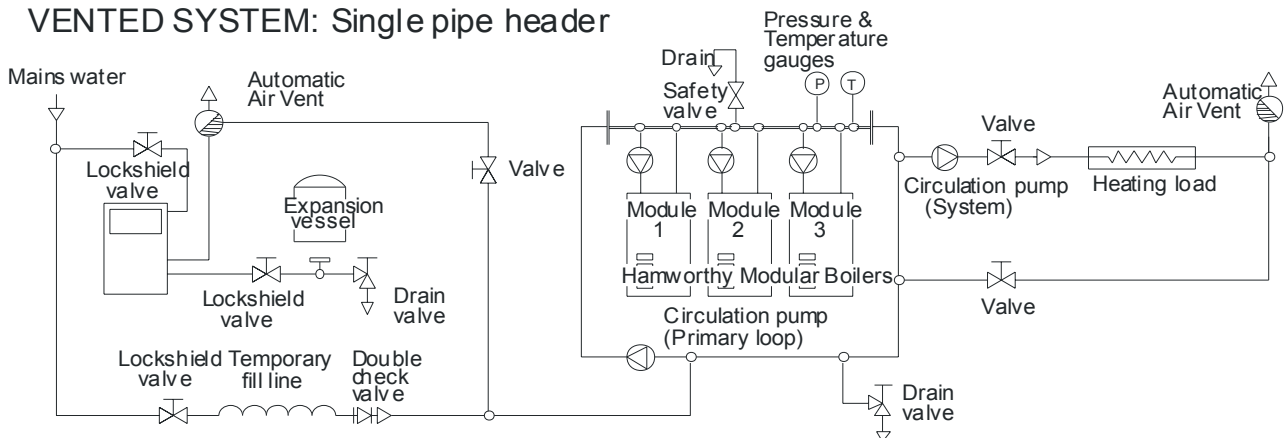 VENTED SYSTEM: Single pipe header
Mains water
Automatic
Air Vent
Lockshield
valve
Expansion
vessel
Lockshield
valve
Drain
valve
Lockshield
valve
Temporary
fill line
Double
check
valve
Valve
Drain
Safety
valve
Pressure &
Temperature
gauges
P
T
Module
1
Module
2
Module
3
Hamworthy Modular Boilers
Circulation pump
(Primary loop)
Circulation pump
(System)
Valve
Heating load
Automatic
Air Vent
Valve
Drain
valve